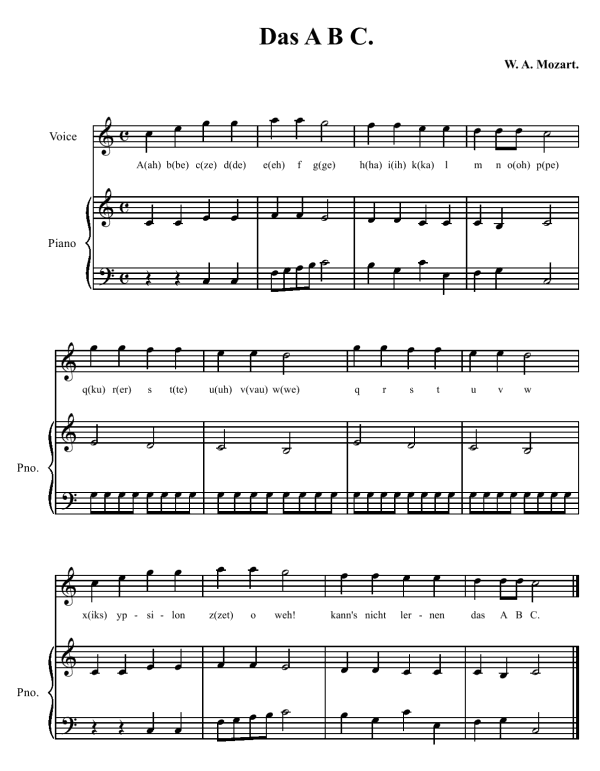 Das A B C.
W. A. Mozart.
Voice
A(ah) b(be) c(ze) d(de) e(eh) f g(ge) h(ha) i(ih) k(ka) l m n o(oh) p(pe)
Piano
q(ku) r(er) s t(te) u(uh) v(vau) w(we) q r s t u v w
Pno.
x(iks) yp - si - lon z(zet) o weh! kann's nicht ler - nen das A B C.
Pno.